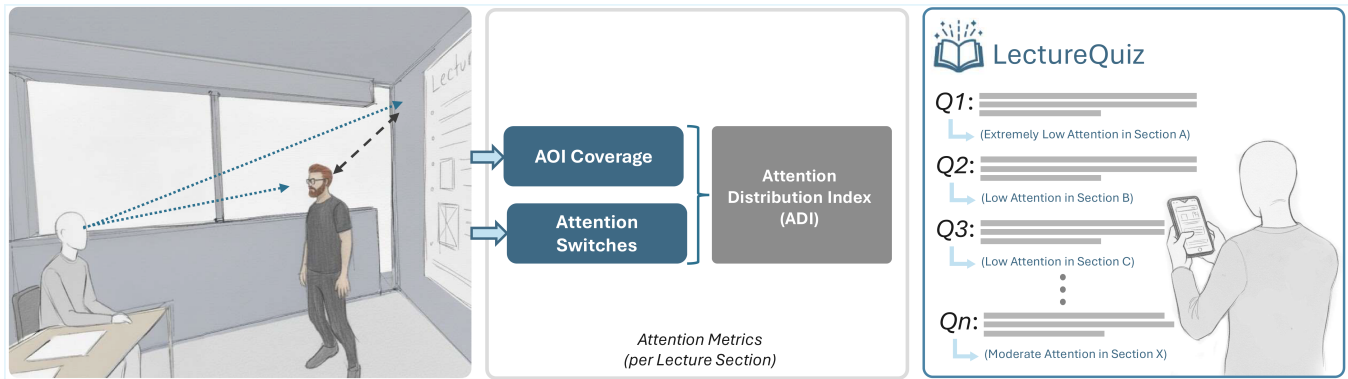 Lectur
AOI Coverage
Attention
Switches
Attention
Distribution Index
(ADI)
Attention Metrics
(per Lecture Section)
LectureQuiz
Q1:
(Extremely Low Attention in Section A)
Q2:
(Low Attention in Section B)
Q3:
(Low Attention in Section C)
Qn:
(Moderate Attention in Section X)